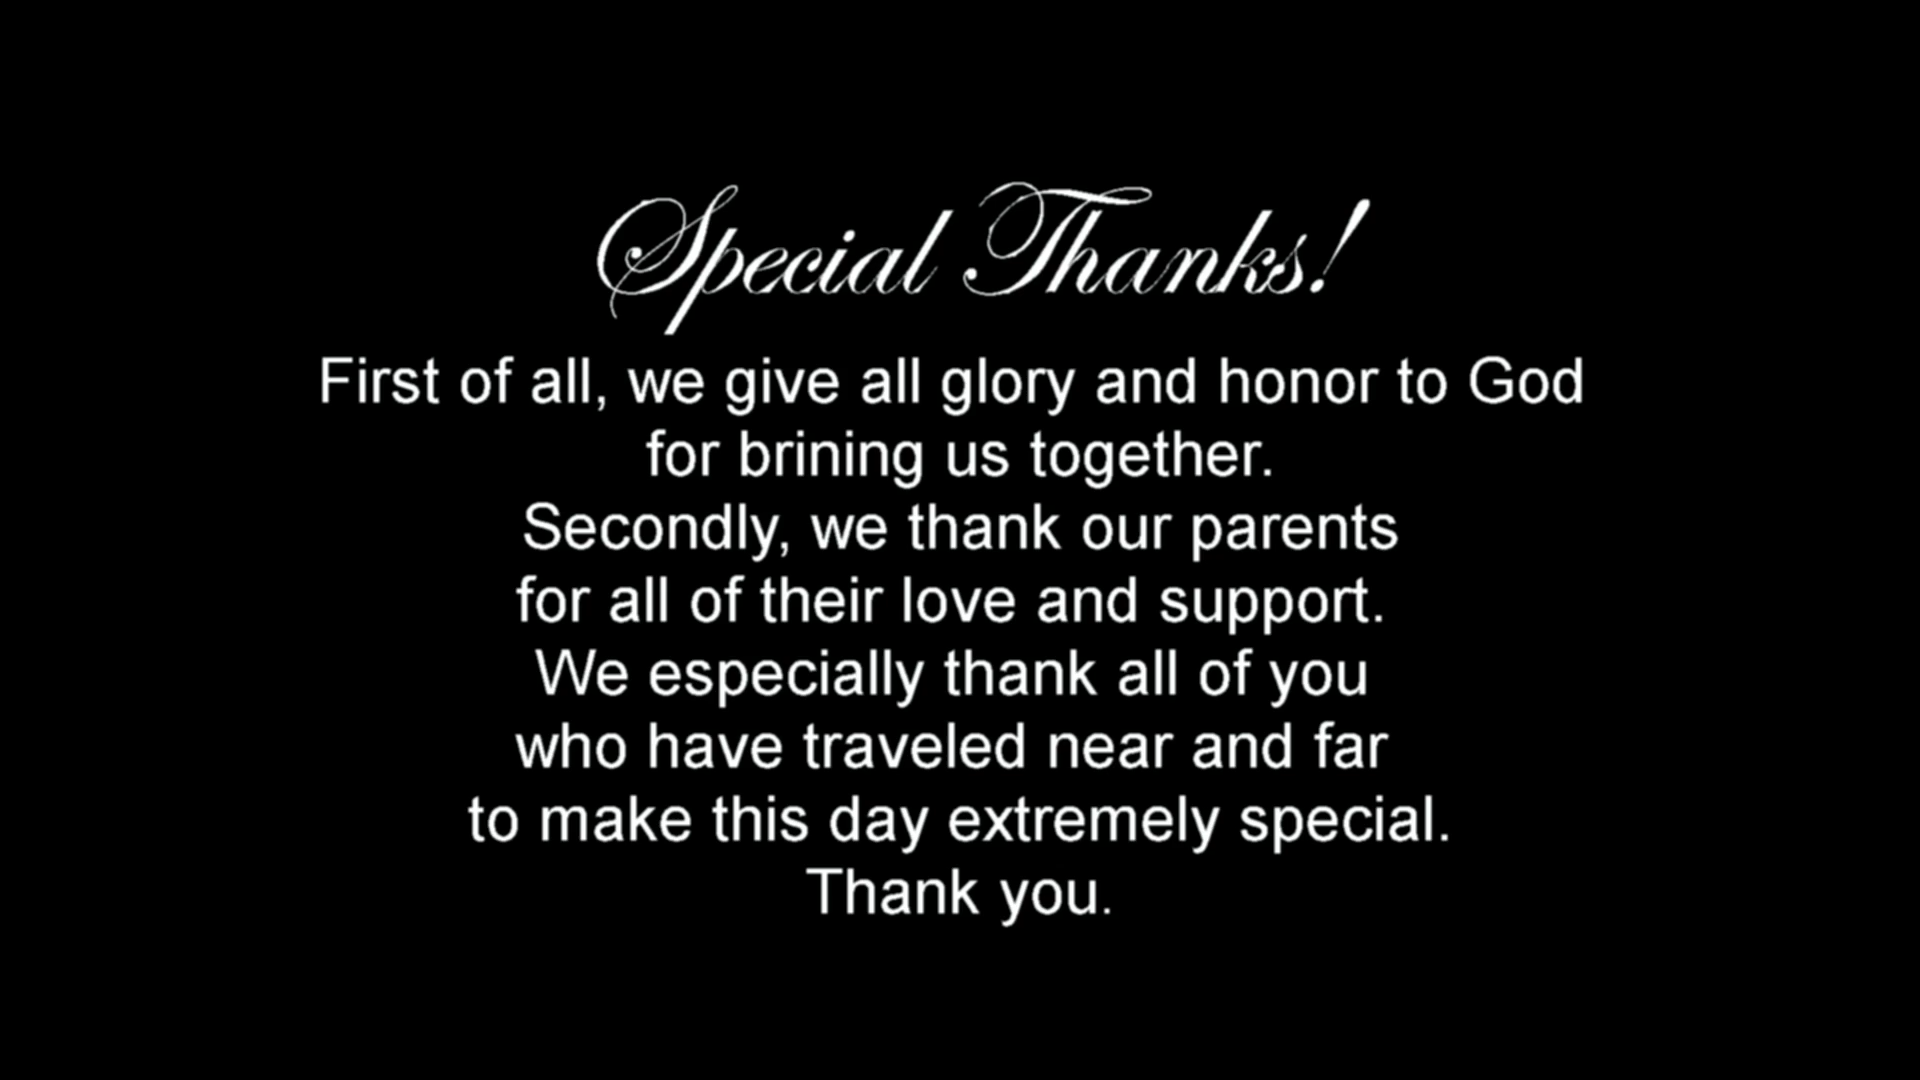 Special Thanks!
First of all, we give all glory and honor to God
for brining us together.
Secondly, we thank our parents
for all of their love and support.
We especially thank all of you
who have traveled near and far
to make this day extremely special.
Thank you.